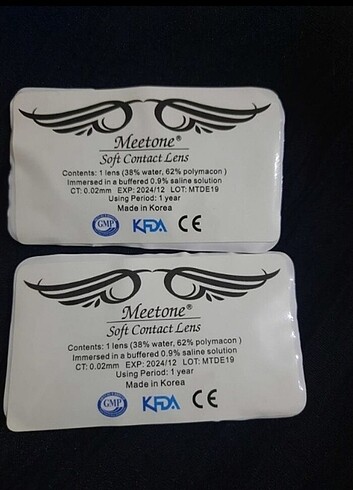 Meetone®
Soft Contact Lens
Contents: 1 lens (38% water, 62% polymacon)
Immersed in a buffered 0.9% saline solution
CT: 0.02mm EXP: 2024/12 LOT: MTDE19
Using Period: 1 year
Made in Korea
GMP KFDA CE
Meetone®
Soft Contact Lens
Contents: 1 lens (38% water, 62% polymacon)
Immersed in a buffered 0.9% saline solution
CT: 0.02mm EXP: 2024/12 LOT: MTDE19
Using Period: 1 year
Made in Korea
GMP KFDA CE